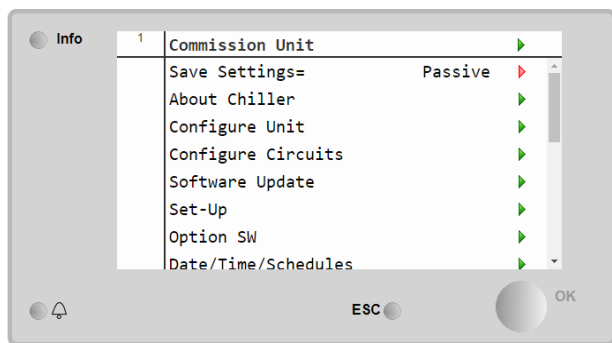 Info
1 Commission Unit
Save Settings= Passive
About Chiller
Configure Unit
Configure Circuits
Software Update
Set-Up
Option SW
Date/Time/Schedules
ESC OK